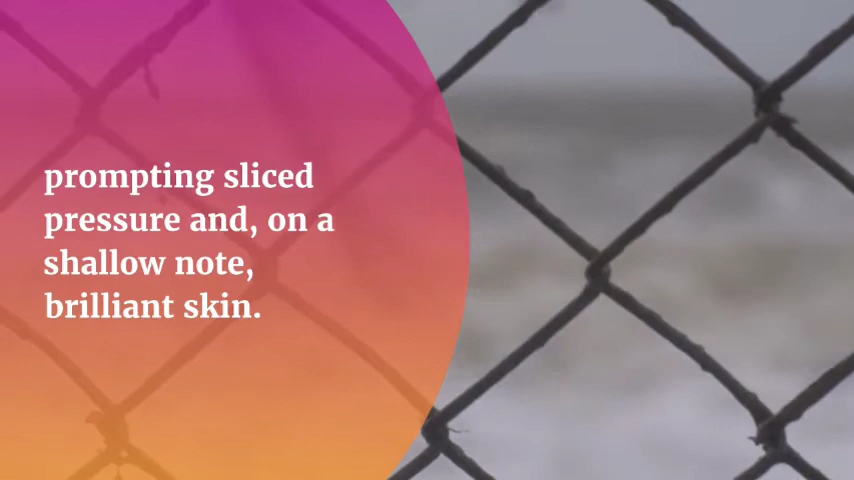 prompting sliced
pressure and, on a
shallow note,
brilliant skin.